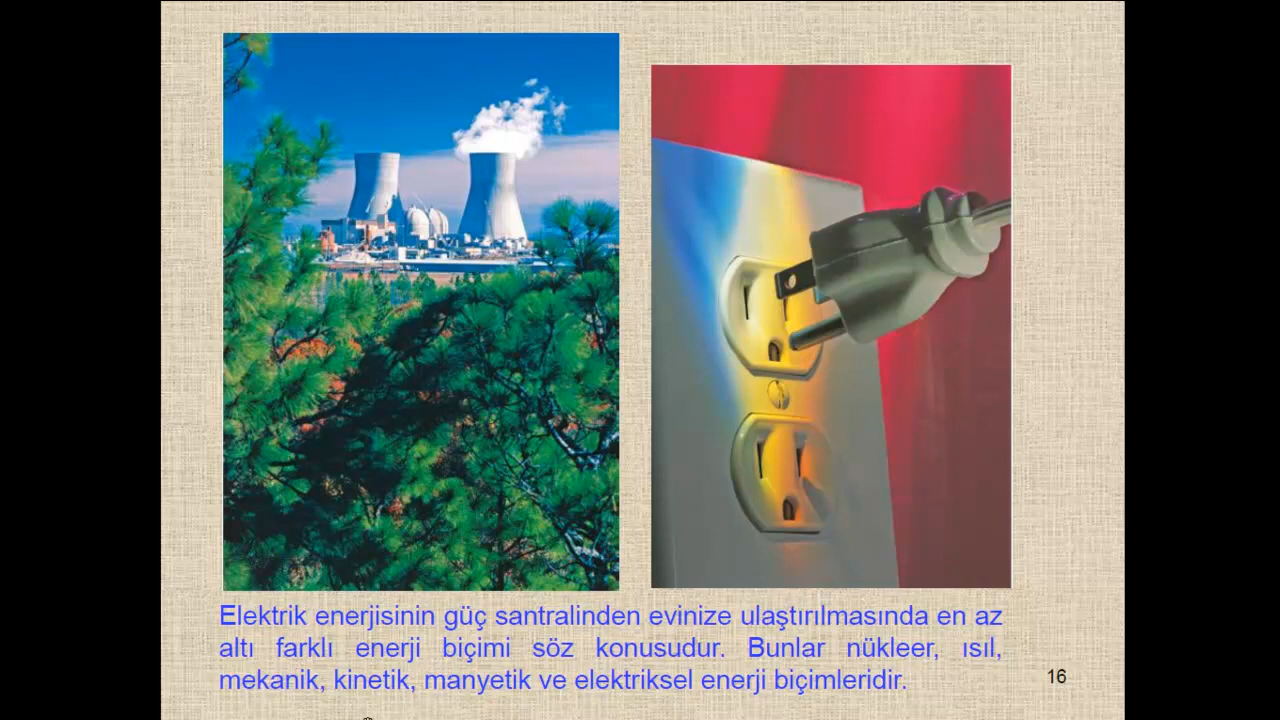 Elektrik enerjisinin güç santralinden evinize ulaştırılmasında en az
altı farklı enerji biçimi söz konusudur. Bunlar nükleer, ısıl,
mekanik, kinetik, manyetik ve elektriksel enerji biçimleridir.
16